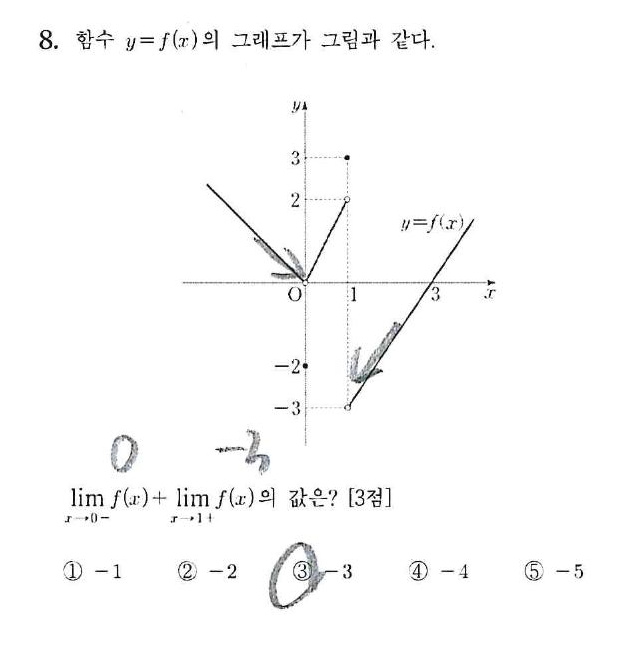 8. 함수 y=f(x)의 그래프가 그림과 같다.
y
3
2
y=f(x)
O 1 3 x
-2
-3
0 -3
lim f(x)+ lim f(x)의 값은? [3점]
x→0- x→1+
① -1 ② -2 ③ -3 ④ -4 ⑤ -5